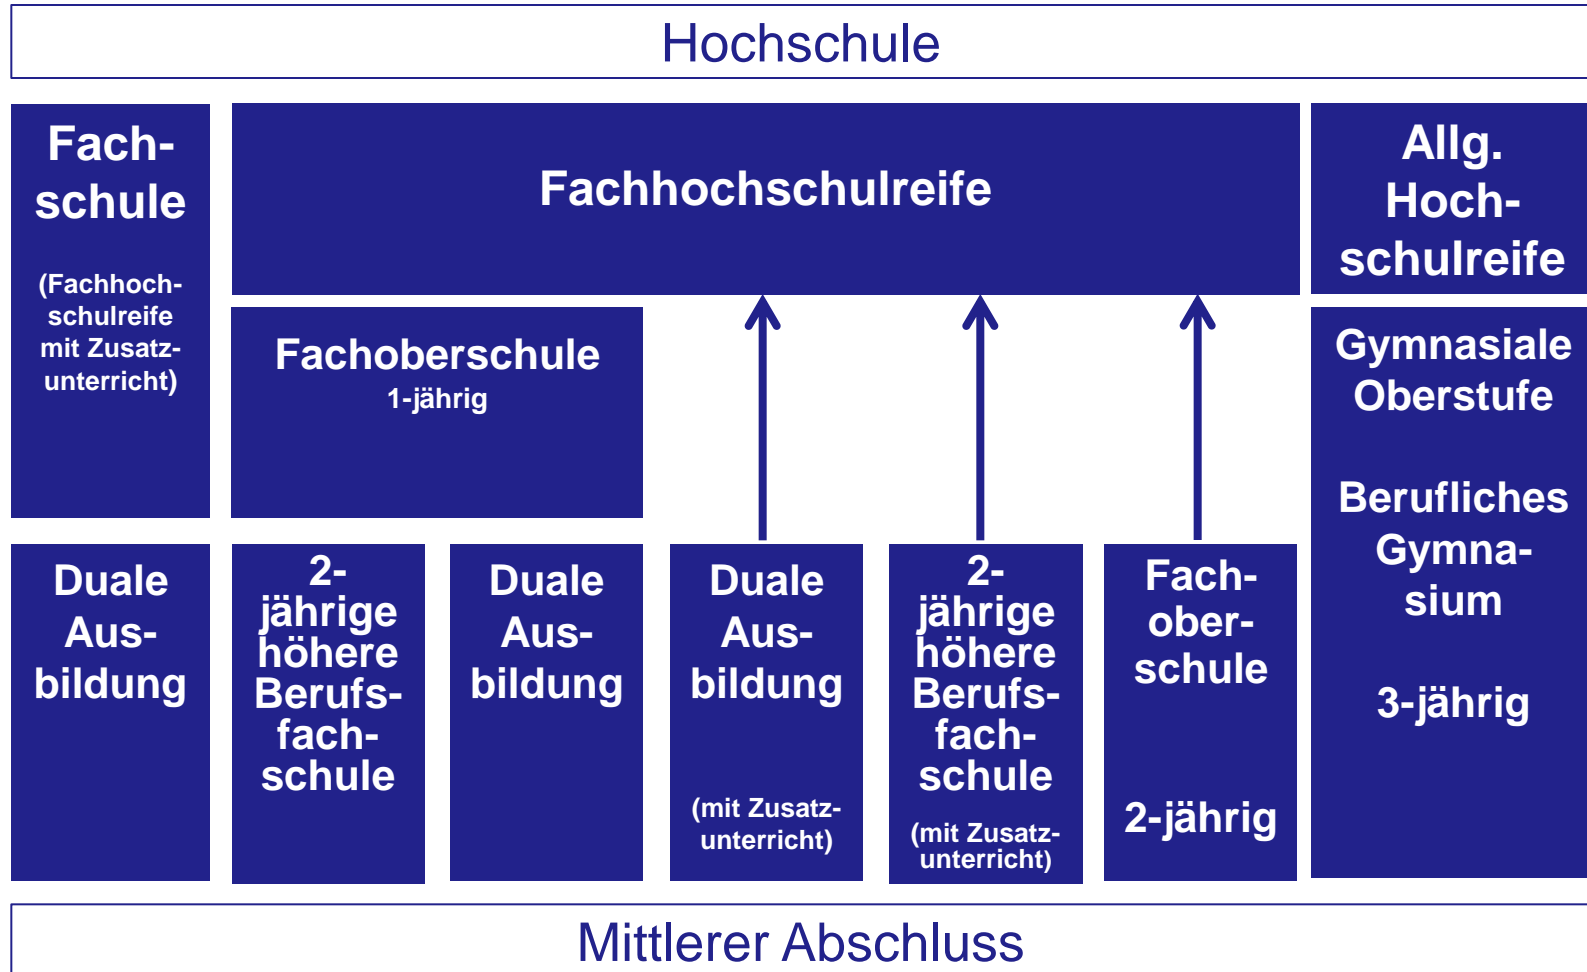 Hochschule
Fach-
schule
(Fachhoch-
schulreife
mit Zusatz-
unterricht)
Fachhochschulreife
Allg.
Hoch-
schulreife
Fachoberschule
1-jährig
Gymnasiale
Oberstufe
Berufliches
Gymna-
sium
3-jährig
Duale
Aus-
bildung
2-
jährige
höhere
Berufs-
fach-
schule
Duale
Aus-
bildung
Duale
Aus-
bildung
(mit Zusatz-
unterricht)
2-
jährige
höhere
Berufs-
fach-
schule
(mit Zusatz-
unterricht)
Fach-
ober-
schule
2-jährig
Mittlerer Abschluss